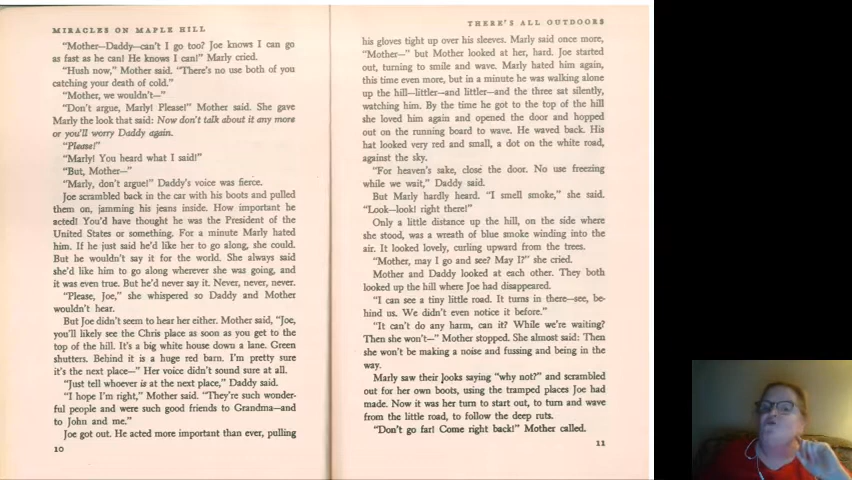 MIRACLES ON MAPLE HILL
"Mother—Daddy—can't I go too? Joe knows I can go
as fast as he can! He knows I can!" Marly cried.
"Hush now," Mother said. "There's no use both of you
catching your death of cold."
"Mother, we wouldn't—"
"Don't argue, Marly! Please!" Mother said. She gave
Marly the look that said: Now don't talk about it any more
or you'll worry Daddy again.
"Please!"
"Marly! You heard what I said!"
"But, Mother—"
"Marly, don't argue!" Daddy's voice was fierce.
Joe scrambled back in the car with his boots and pulled
them on, jamming his jeans inside. How important he
acted! You'd have thought he was the President of the
United States or something. For a minute Marly hated
him. If he just said he'd like her to go along, she could.
But he wouldn't say it for the world. She always said
she'd like him to go along wherever she was going, and
it was even true. But he'd never say it. Never, never, never.
"Please, Joe," she whispered so Daddy and Mother
wouldn't hear.
But Joe didn't seem to hear her either. Mother said, "Joe,
you'll likely see the Chris place as soon as you get to the
top of the hill. It's a big white house down a lane. Green
shutters. Behind it is a huge red barn. I'm pretty sure
it's the next place—" Her voice didn't sound sure at all.
"Just tell whoever is at the next place," Daddy said.
"I hope I'm right," Mother said. "They're such wonder-
ful people and were such good friends to Grandma—and
to John and me."
Joe got out. He acted more important than ever, pulling
10
THERE'S ALL OUTDOORS
his gloves tight up over his sleeves. Marly said once more,
"Mother—" but Mother looked at her, hard. Joe started
out, turning to smile and wave. Marly hated him again,
this time even more, but in a minute he was walking alone
up the hill—littler—and littler—and the three sat silently,
watching him. By the time he got to the top of the hill
she loved him again and opened the door and hopped
out on the running board to wave. He waved back. His
hat looked very red and small, a dot on the white road,
against the sky.
"For heaven's sake, close the door. No use freezing
while we wait," Daddy said.
But Marly hardly heard. "I smell smoke," she said.
"Look—look! right there!"
Only a little distance up the hill, on the side where
she stood, was a wreath of blue smoke winding into the
air. It looked lovely, curling upward from the trees.
"Mother, may I go and see? May I?" she cried.
Mother and Daddy looked at each other. They both
looked up the hill where Joe had disappeared.
"I can see a tiny little road. It turns in there—see, be-
hind us. We didn't even notice it before."
"It can't do any harm, can it? While we're waiting?
Then she won't—" Mother stopped. She almost said: Then
she won't be making a noise and fussing and being in the
way.
Marly saw their looks saying "why not?" and scrambled
out for her own boots, using the tramped places Joe had
made. Now it was her turn to start out, to turn and wave
from the little road, to follow the deep ruts.
"Don't go far! Come right back!" Mother called.
11